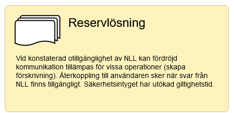 Reservlösning
Vid konstaterad otillgänglighet av NLL kan fördröjd
kommunikation tillämpas för vissa operationer (skapa
förskrivning). Återkoppling till användaren sker när svar från
NLL finns tillgängligt. Säkerhetsintyget har utökad giltighetstid.